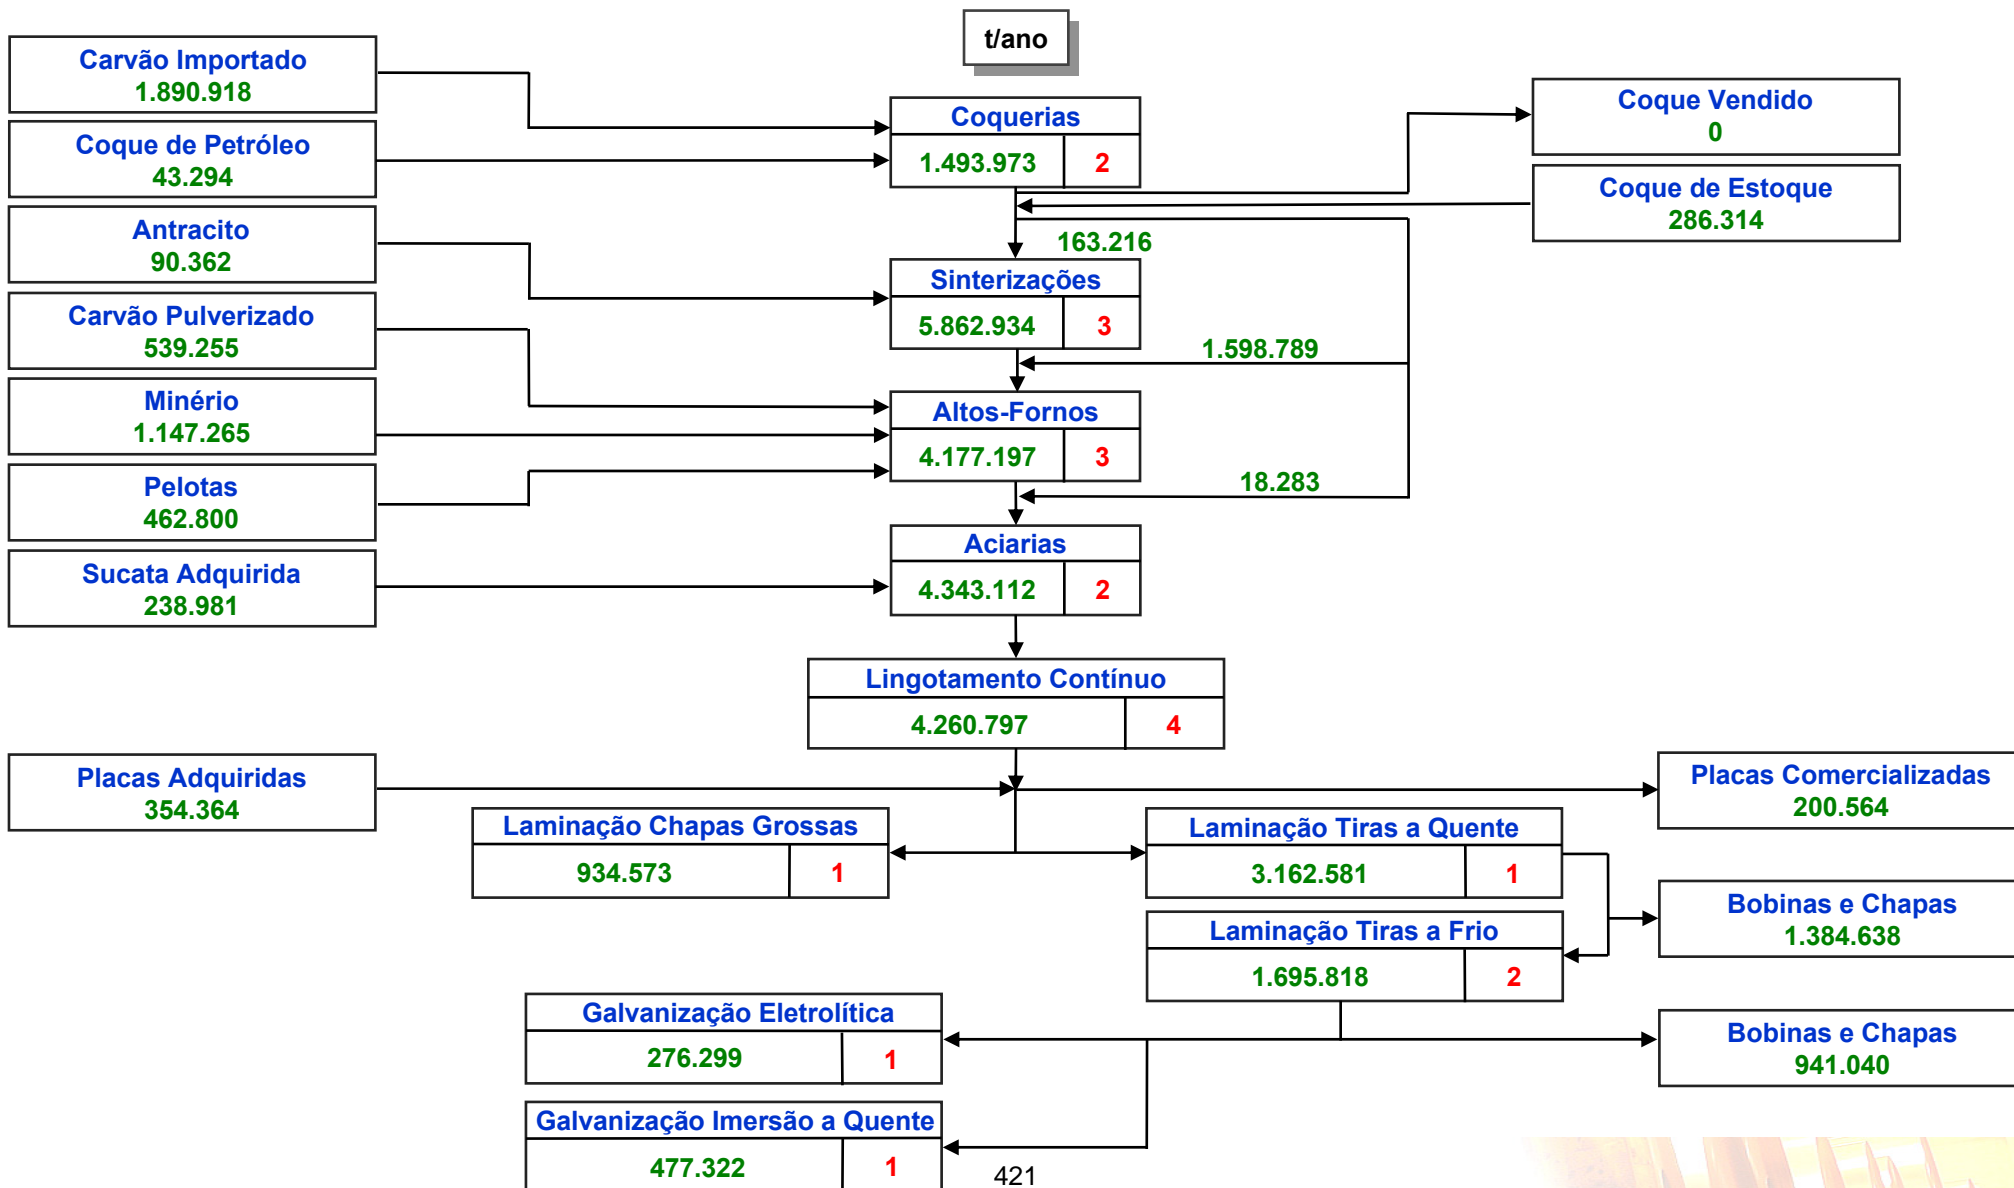 t/ano
Carvão Importado
1.890.918
Coque de Petróleo
43.294
Antracito
90.362
Carvão Pulverizado
539.255
Minério
1.147.265
Pelotas
462.800
Sucata Adquirida
238.981
Coquerias
1.493.973 2
Coque Vendido
0
Coque de Estoque
286.314
163.216
Sinterizações
5.862.934 3
1.598.789
Altos-Fornos
4.177.197 3
18.283
Aciarias
4.343.112 2
Lingotamento Contínuo
4.260.797 4
Placas Adquiridas
354.364
Placas Comercializadas
200.564
Laminação Chapas Grossas
934.573 1
Laminação Tiras a Quente
3.162.581 1
Bobinas e Chapas
1.384.638
Laminação Tiras a Frio
1.695.818 2
Galvanização Eletrolítica
276.299 1
Bobinas e Chapas
941.040
Galvanização Imersão a Quente
477.322 1
421